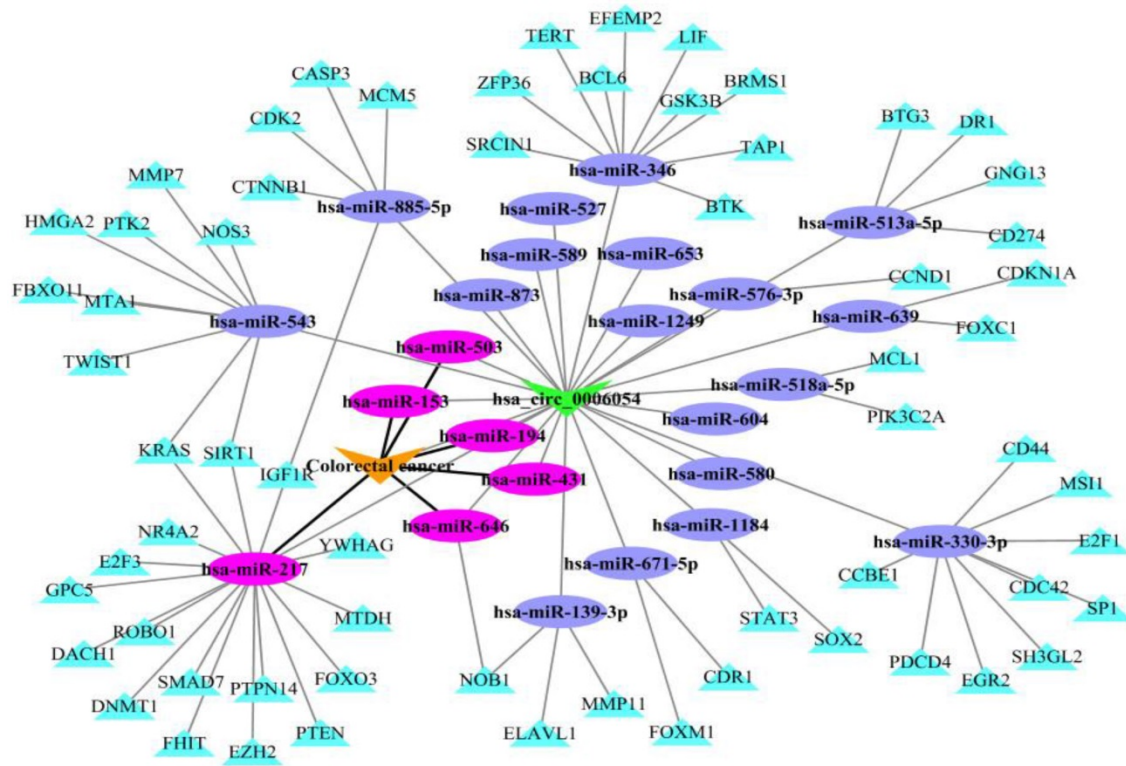 EFEMP2
TERT
LIF
CASP3
ZFP36
BCL6
BRMS1
MCM5
GSK3B
CDK2
BTG3
DR1
SRCIN1
TAP1
MMP7
CTNNB1
hsa-miR-346
GNG13
hsa-miR-885-5p
hsa-miR-527
BTK
hsa-miR-513a-5p
HMGA2
PTK2
NOS3
CD274
hsa-miR-589
hsa-miR-653
CCND1
CDKN1A
FBXO11
MTA1
hsa-miR-873
hsa-miR-576-3p
hsa-miR-543
hsa-miR-1249
hsa-miR-639
FOXC1
hsa-miR-503
TWIST1
MCL1
hsa-miR-518a-5p
hsa-miR-153
hsa_circ_0006054
PIK3C2A
hsa-miR-604
hsa-miR-194
KRAS
SIRT1
CD44
Colorectal cancer
IGF1R
hsa-miR-431
hsa-miR-580
MSI1
hsa-miR-646
hsa-miR-1184
NR4A2
YWHAG
hsa-miR-330-3p
E2F1
E2F3
hsa-miR-217
hsa-miR-671-5p
CCBE1
CDC42
GPC5
SP1
hsa-miR-139-3p
MTDH
STAT3
ROBO1
SOX2
DACH1
SH3GL2
PDCD4
SMAD7
PTPN14
FOXO3
NOB1
CDR1
EGR2
DNMT1
MMP11
PTEN
ELAVL1
FOXM1
FHIT
EZH2